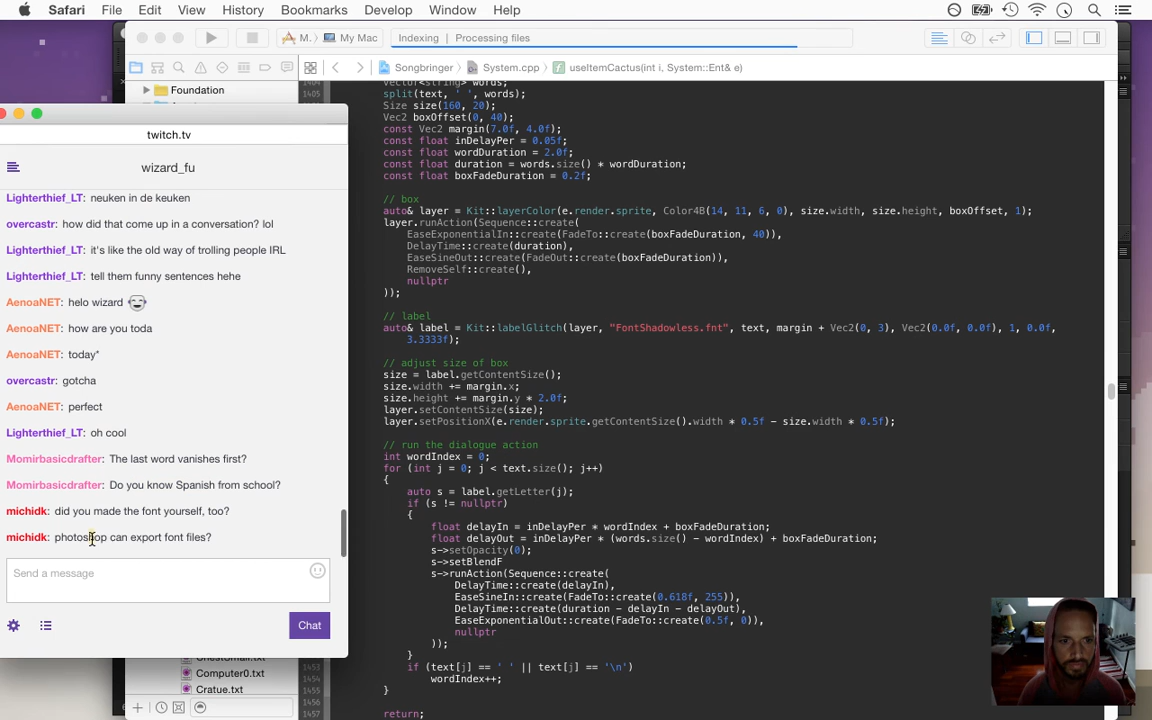 Safari File Edit View History Bookmarks Develop Window Help
M. My Mac
Indexing | Processing files
Songbringer System.cpp useItemCactus(int i, System::Ent& e)
Foundation
twitch.tv
wizard_fu
Lighterthief_LT: neuken in de keuken
overcastr: how did that come up in a conversation? lol
Lighterthief_LT: it's like the old way of trolling people IRL
Lighterthief_LT: tell them funny sentences hehe
AenoaNET: helo wizard
AenoaNET: how are you toda
AenoaNET: today*
overcastr: gotcha
AenoaNET: perfect
Lighterthief_LT: oh cool
Momirbasicdrafter: The last word vanishes first?
Momirbasicdrafter: Do you know Spanish from school?
michidk: did you made the font yourself, too?
michidk: photoshop can export font files?
Send a message
Chat
ChestSmall.txt
Computer0.txt
Cratue.txt
vector<string> words;
1405 split(text, ' ', words);
Size size(160, 20);
Vec2 boxOffset(0, 40);
const Vec2 margin(7.0f, 4.0f);
const float inDelayPer = 0.05f;
const float wordDuration = 2.0f;
const float duration = words.size() * wordDuration;
const float boxFadeDuration = 0.2f;
// box
auto& layer = Kit::layerColor(e.render.sprite, Color4B(14, 11, 6, 0), size.width, size.height, boxOffset, 1);
layer.runAction(Sequence::create(
EaseExponentialIn::create(FadeTo::create(boxFadeDuration, 40)),
DelayTime::create(duration),
EaseSineOut::create(FadeOut::create(boxFadeDuration)),
RemoveSelf::create(),
nullptr
));
// label
auto& label = Kit::labelGlitch(layer, "FontShadowless.fnt", text, margin + Vec2(0, 3), Vec2(0.0f, 0.0f), 1, 0.0f,
3.3333f);
// adjust size of box
size = label.getContentSize();
size.width += margin.x;
size.height += margin.y * 2.0f;
layer.setContentSize(size);
layer.setPositionX(e.render.sprite.getContentSize().width * 0.5f - size.width * 0.5f);
// run the dialogue action
int wordIndex = 0;
for (int j = 0; j < text.size(); j++)
{
auto s = label.getLetter(j);
if (s != nullptr)
{
float delayIn = inDelayPer * wordIndex + boxFadeDuration;
float delayOut = inDelayPer * (words.size() - wordIndex) + boxFadeDuration;
s->setOpacity(0);
s->setBlendF
s->runAction(Sequence::create(
DelayTime::create(delayIn),
EaseSineIn::create(FadeTo::create(0.618f, 255)),
DelayTime::create(duration - delayIn - delayOut),
EaseExponentialOut::create(FadeTo::create(0.5f, 0)),
nullptr
1453 ));
1454 }
1455 if (text[j] == ' ' || text[j] == '\n')
1456 wordIndex++;
}
1457 return;